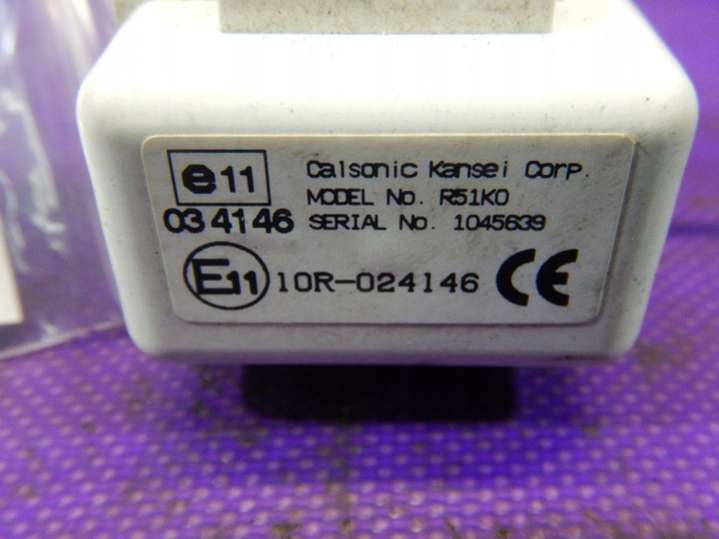 e11 Calsonic Kansei Corp.
MODEL No. R51K0
034146 SERIAL No. 1045639
E11 10R-024146 CE